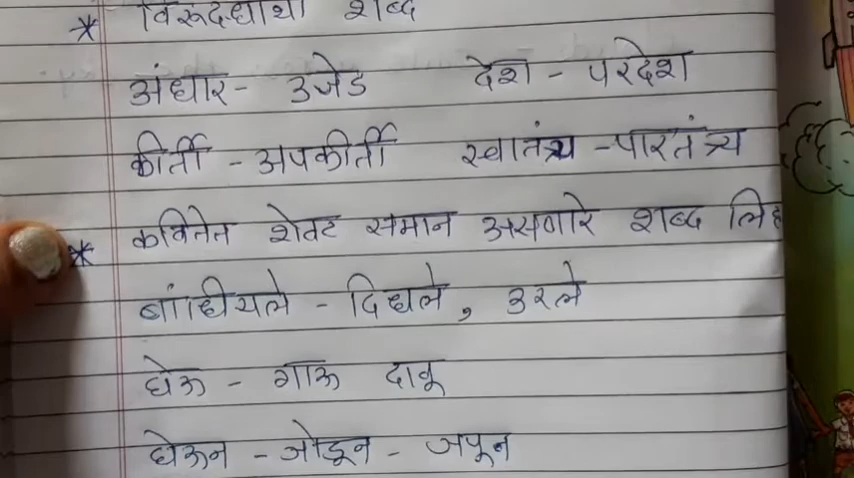 * विरूद्धार्थी शब्द
अंधार - उजेड देश - परदेश
कीर्ती - अपकीर्ती स्वातंत्र्य - पारतंत्र्य
* कवितेत शेवट समान असणारे शब्द लिह
बांधियले - दिधले, उरले
घेऊ - गाऊ दावू
घेऊन - जोडून - जपून